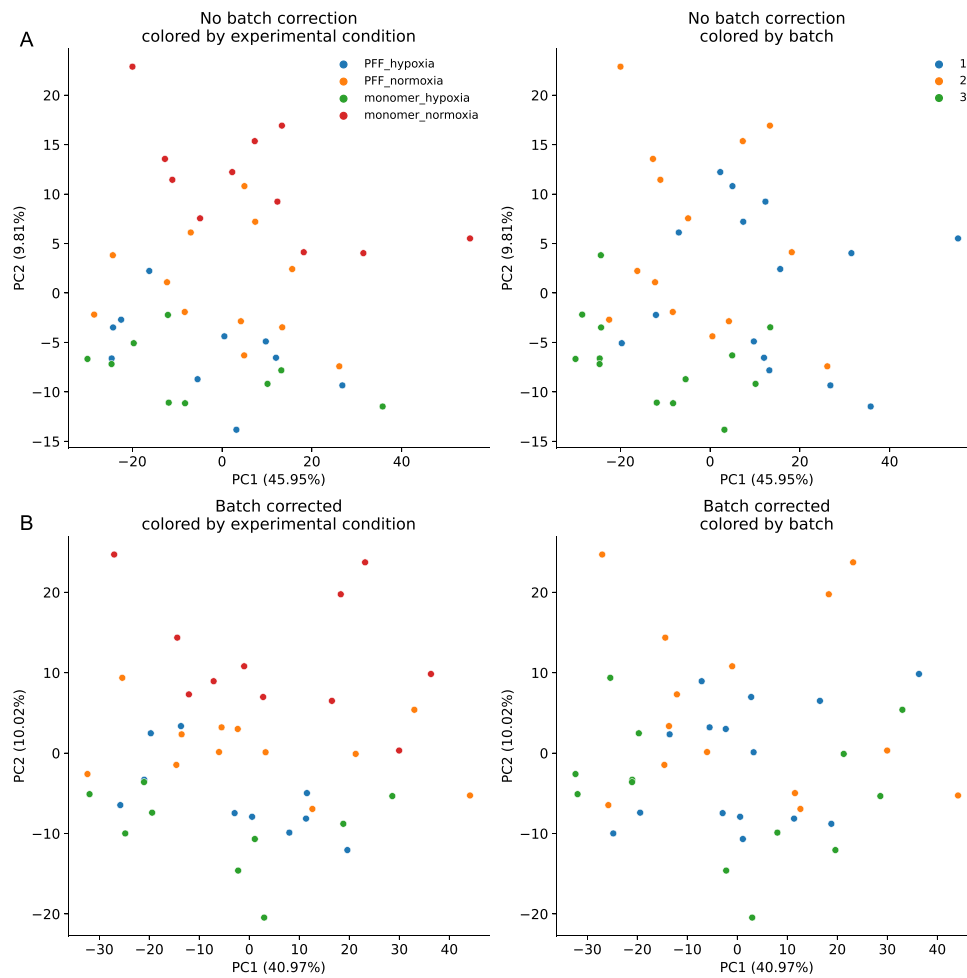 A
No batch correction
colored by experimental condition
PFF_hypoxia
PFF_normoxia
monomer_hypoxia
monomer_normoxia
20
15
10
5
0
−5
−10
−15
PC2 (9.81%)
−20
0
20
40
PC1 (45.95%)
No batch correction
colored by batch
1
2
3
20
15
10
5
0
−5
−10
−15
PC2 (9.81%)
−20
0
20
40
PC1 (45.95%)
B
Batch corrected
colored by experimental condition
20
10
0
−10
−20
PC2 (10.02%)
−30
−20
−10
0
10
20
30
40
PC1 (40.97%)
Batch corrected
colored by batch
20
10
0
−10
−20
PC2 (10.02%)
−30
−20
−10
0
10
20
30
40
PC1 (40.97%)